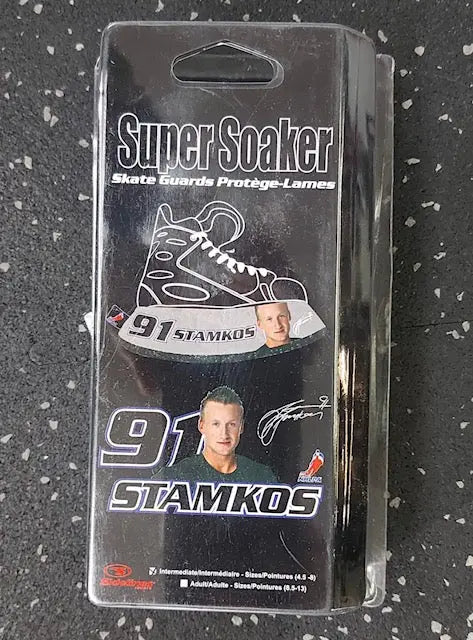 Super Soaker
Skate Guards Protège-Lames
91 STAMKOS
91
STAMKOS
NHLPA
Intermediate/Intermédiaire - Sizes/Pointures (4.5 -8)
Adult/Adulte - Sizes/Pointures (8.5-13)